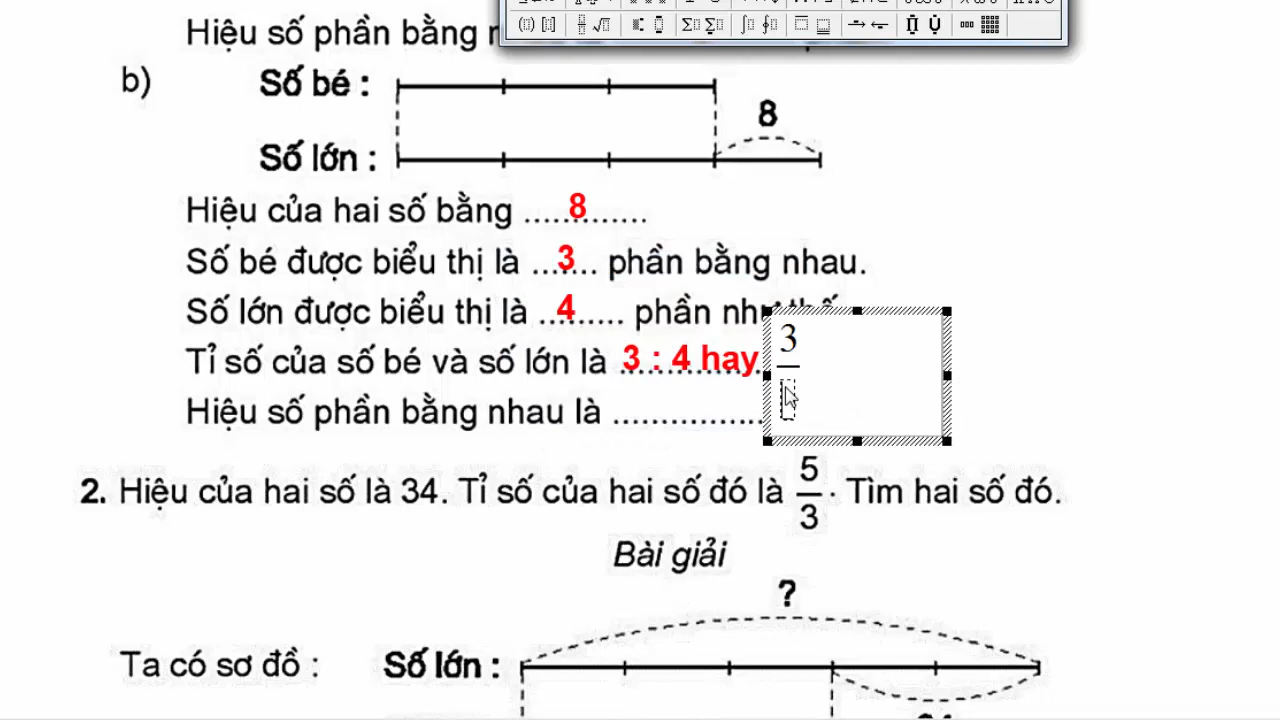 Hiệu số phần bằng
b)
Số bé :
8
Số lớn :
Hiệu của hai số bằng ....8........
Số bé được biểu thị là ...3... phần bằng nhau.
Số lớn được biểu thị là ...4...... phần như thế
Tỉ số của số bé và số lớn là 3 : 4 hay 3
Hiệu số phần bằng nhau là ................
2. Hiệu của hai số là 34. Tỉ số của hai số đó là 5/3 . Tìm hai số đó.
Bài giải
?
Ta có sơ đồ : Số lớn :